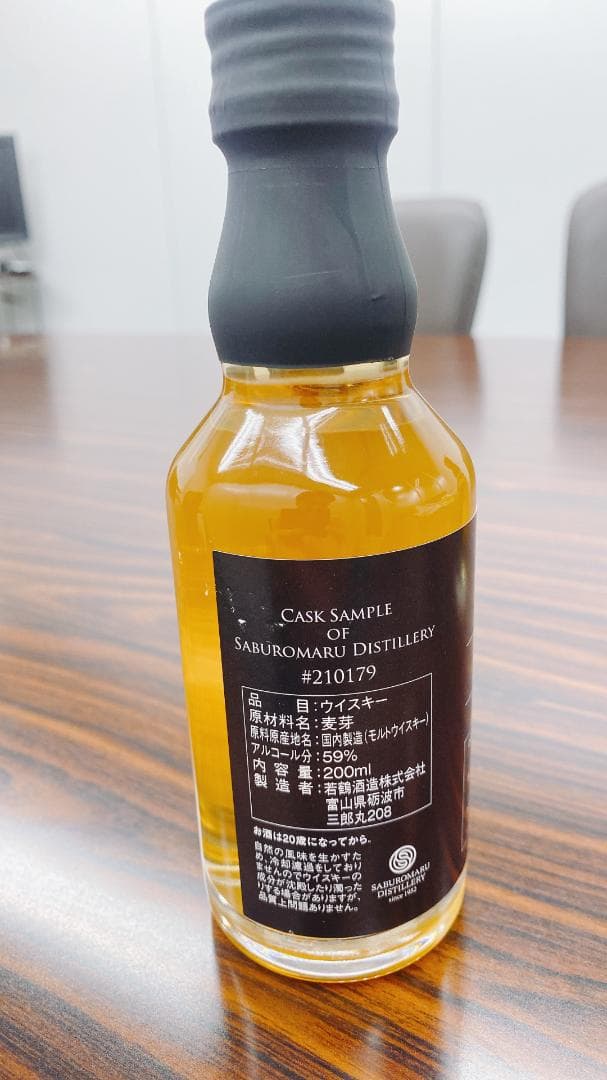 CASK SAMPLE
OF
SABUROMARU DISTILLERY
#210179
品 目：ウイスキー
原材料名：麦芽
原料原産地名：国内製造（モルトウイスキー）
アルコール分：59%
内容量：200ml
製造者：若鶴酒造株式会社
富山県砺波市
三郎丸208
お酒は20歳になってから。
自然の風味を生かすた
め、冷却濾過をしており
ませんのでウイスキーの
成分が沈殿したり濁った
りする場合がありますが、
品質上問題ありません。
SABUROMARU
DISTILLERY
since 1952